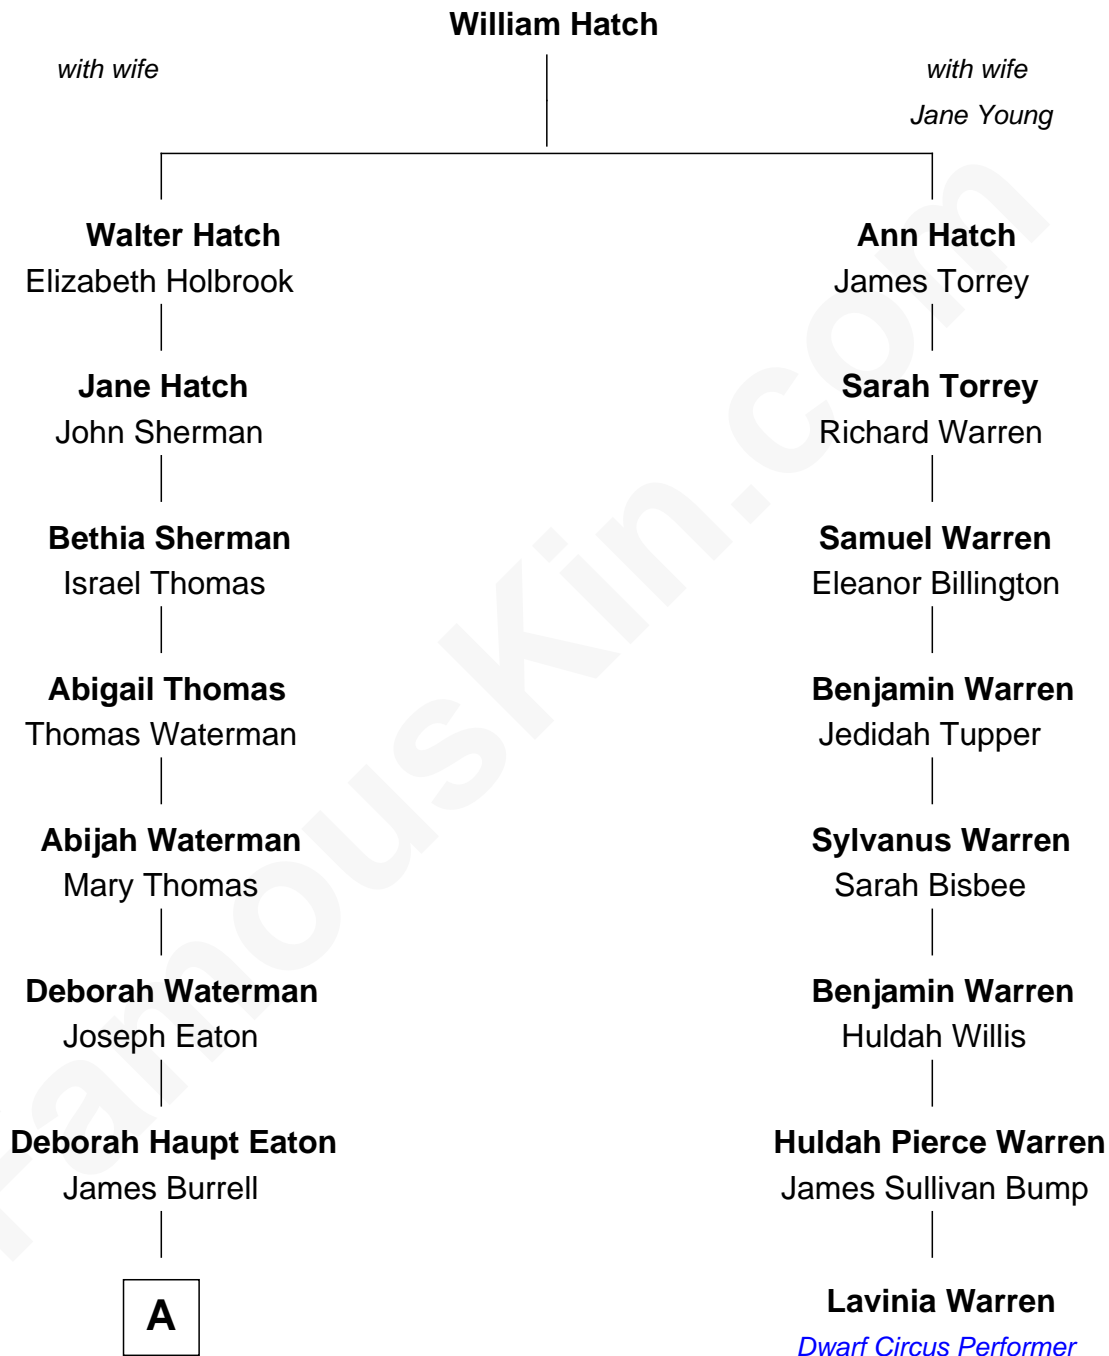 William Hatch
with wife
with wife
Jane Young
Walter Hatch
Elizabeth Holbrook
Ann Hatch
James Torrey
Jane Hatch
John Sherman
Sarah Torrey
Richard Warren
Bethia Sherman
Israel Thomas
Samuel Warren
Eleanor Billington
Abigail Thomas
Thomas Waterman
Benjamin Warren
Jedidah Tupper
Abijah Waterman
Mary Thomas
Sylvanus Warren
Sarah Bisbee
Deborah Waterman
Joseph Eaton
Benjamin Warren
Huldah Willis
Deborah Haupt Eaton
James Burrell
Huldah Pierce Warren
James Sullivan Bump
A
Lavinia Warren
Dwarf Circus Performer
FamousKin.com